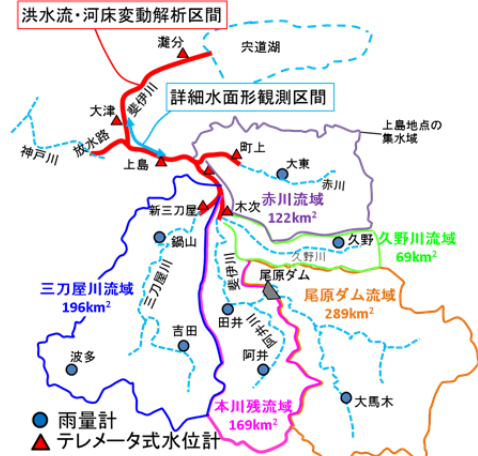 洪水流・河床変動解析区間
灘分
宍道湖
斐伊川
詳細水面形観測区間
大津
放水路
神戸川
上島
町上
大東
上島地点の
集水域
赤川
赤川流域
122km²
新三刀屋
木次
鍋山
久野
久野川
久野川流域
69km²
三刀屋川
三刀屋川流域
196km²
斐伊川
尾原ダム
尾原ダム流域
289km²
田井
阿井川
吉田
波多
阿井
大馬木
本川残流域
169km²
雨量計
テレメータ式水位計